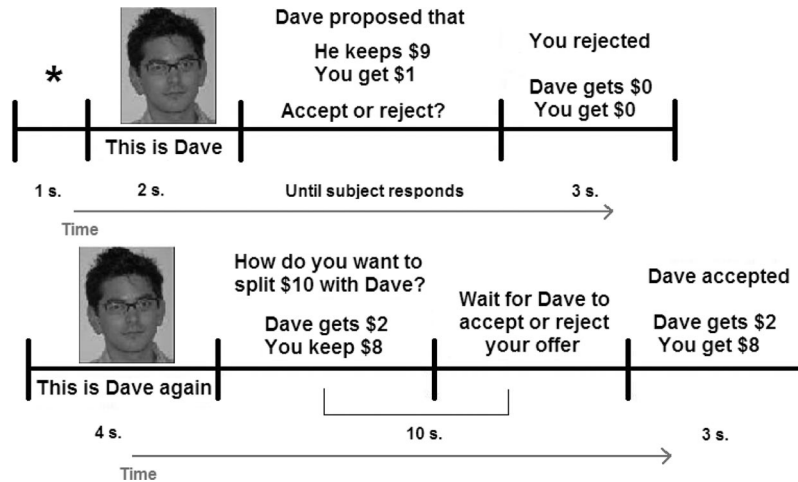 Dave proposed that
He keeps $9
You get $1
Accept or reject?
You rejected
Dave gets $0
You get $0
*
This is Dave
1 s.
2 s.
Until subject responds
3 s.
Time
How do you want to
split $10 with Dave?
Dave gets $2
You keep $8
Wait for Dave to
accept or reject
your offer
Dave accepted
Dave gets $2
You get $8
This is Dave again
4 s.
10 s.
3 s.
Time